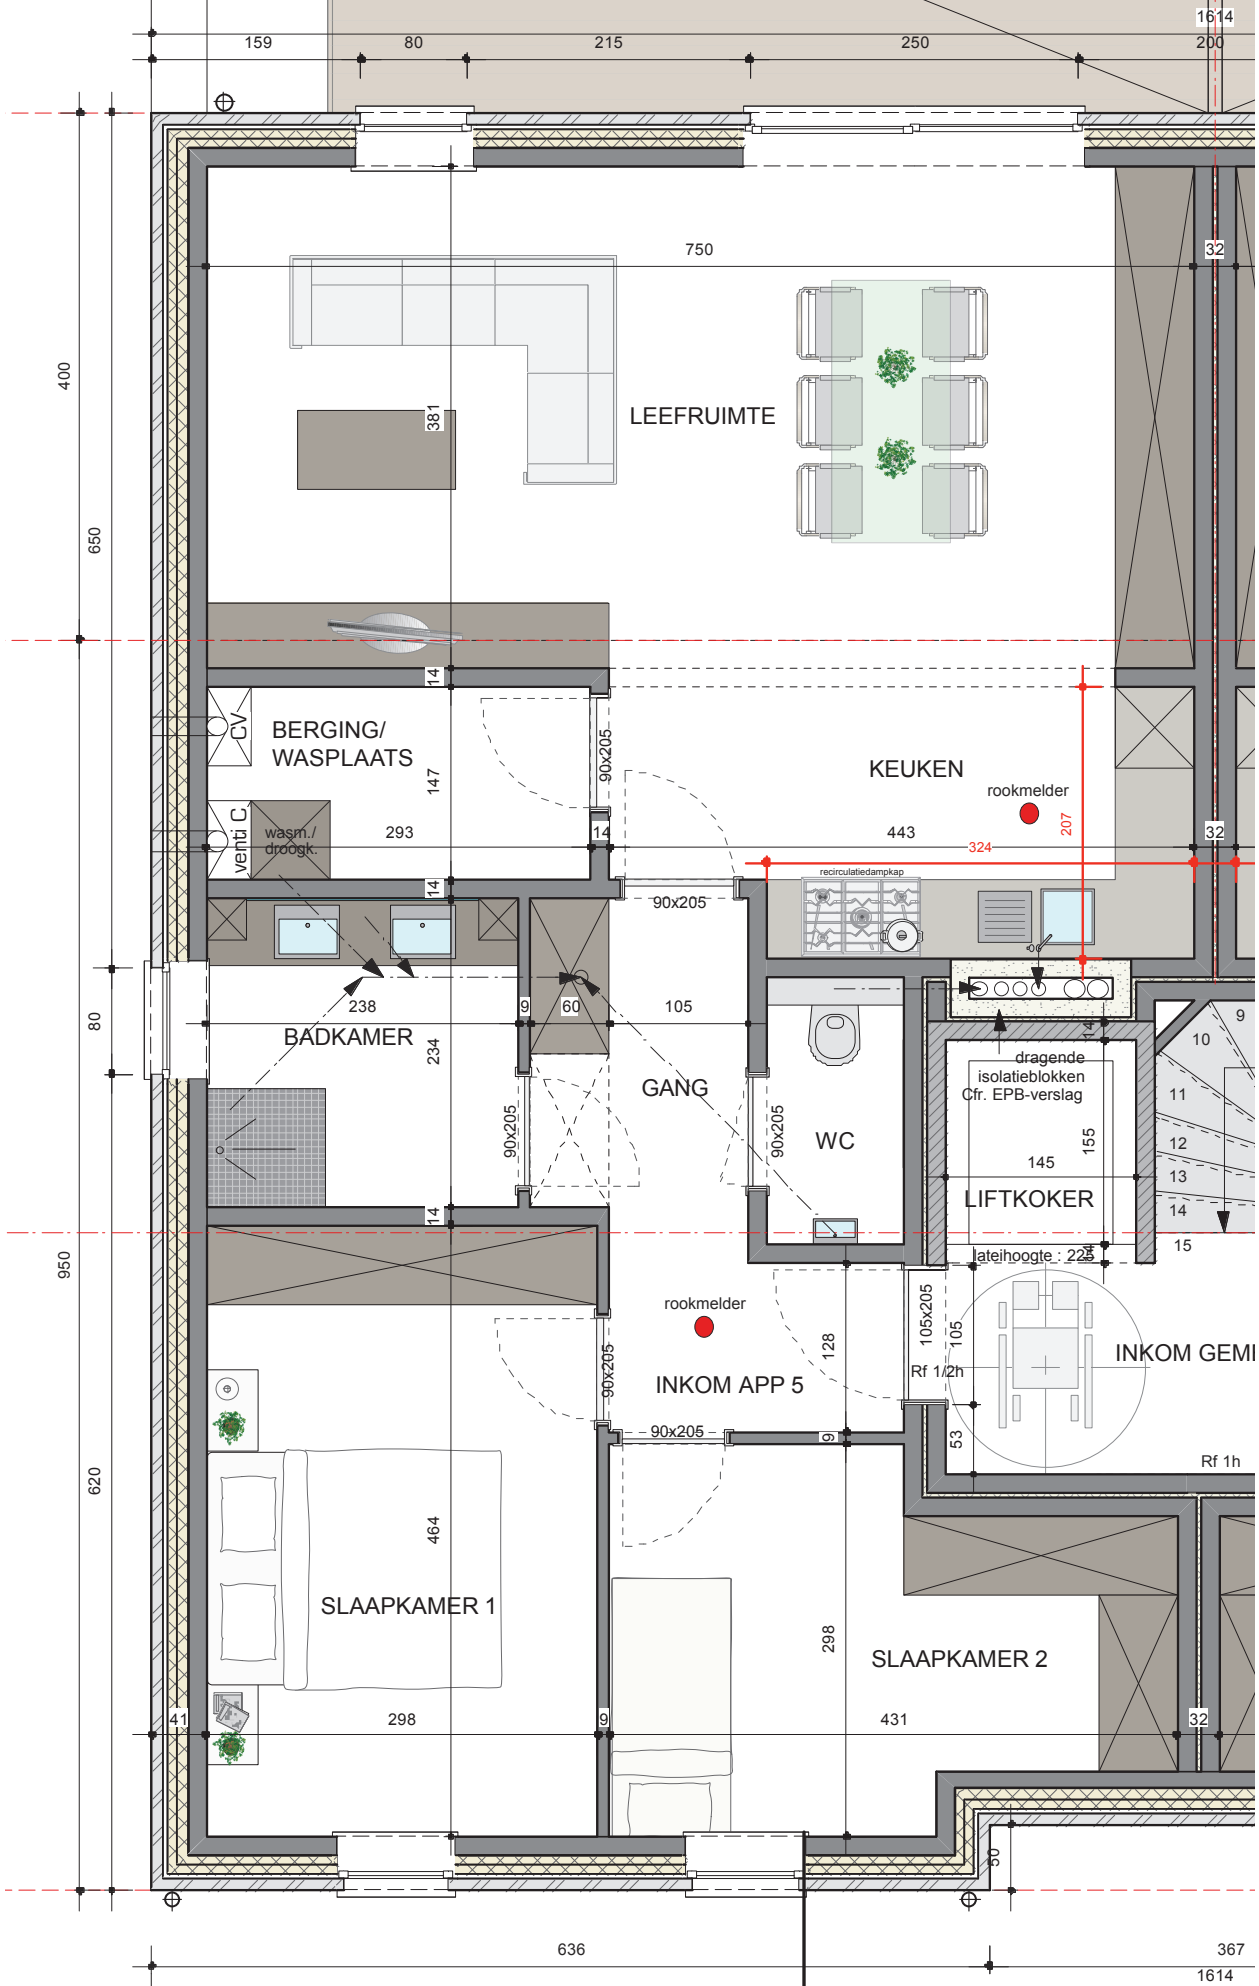 1614
159
80
215
250
200
750
32
400
381
LEEFRUIMTE
650
14
CV
BERGING/
WASPLAATS
90x205
KEUKEN
rookmelder
147
207
venti C
wasm./
droogk.
293
14
443
32
324
recirculatiedampkap
14
90x205
238
9
60
105
80
BADKAMER
234
9
10
14
dragende
isolatieblokken
Cfr. EPB-verslag
GANG
11
90x205
90x205
WC
155
12
145
13
LIFTKOKER
14
14
15
950
14
lateihoogte : 225
rookmelder
105x205
105
128
90x205
INKOM APP 5
Rf 1/2h
INKOM GEM
90x205
9
53
Rf 1h
620
464
SLAAPKAMER 1
298
SLAAPKAMER 2
41
298
9
431
32
50
636
367
1614